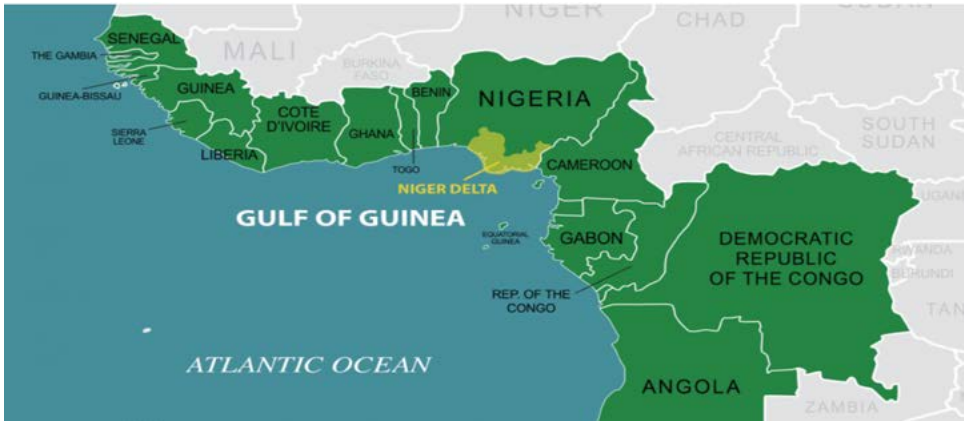 NIGER
CHAD
SUDAN
SENEGAL
MALI
THE GAMBIA
BURKINA
FASO
GUINEA-BISSAU
GUINEA
BENIN
NIGERIA
COTE
D'IVOIRE
GHANA
SIERRA
LEONE
LIBERIA
TOGO
CENTRAL
AFRICAN REPUBLIC
SOUTH
SUDAN
CAMEROON
NIGER DELTA
UGAND
GULF OF GUINEA
EQUATORIAL
GUINEA
GABON
DEMOCRATIC
REPUBLIC
OF THE CONGO
RWANDA
BURUNDI
REP. OF THE
CONGO
TAN
ATLANTIC OCEAN
ANGOLA
ZAMBIA